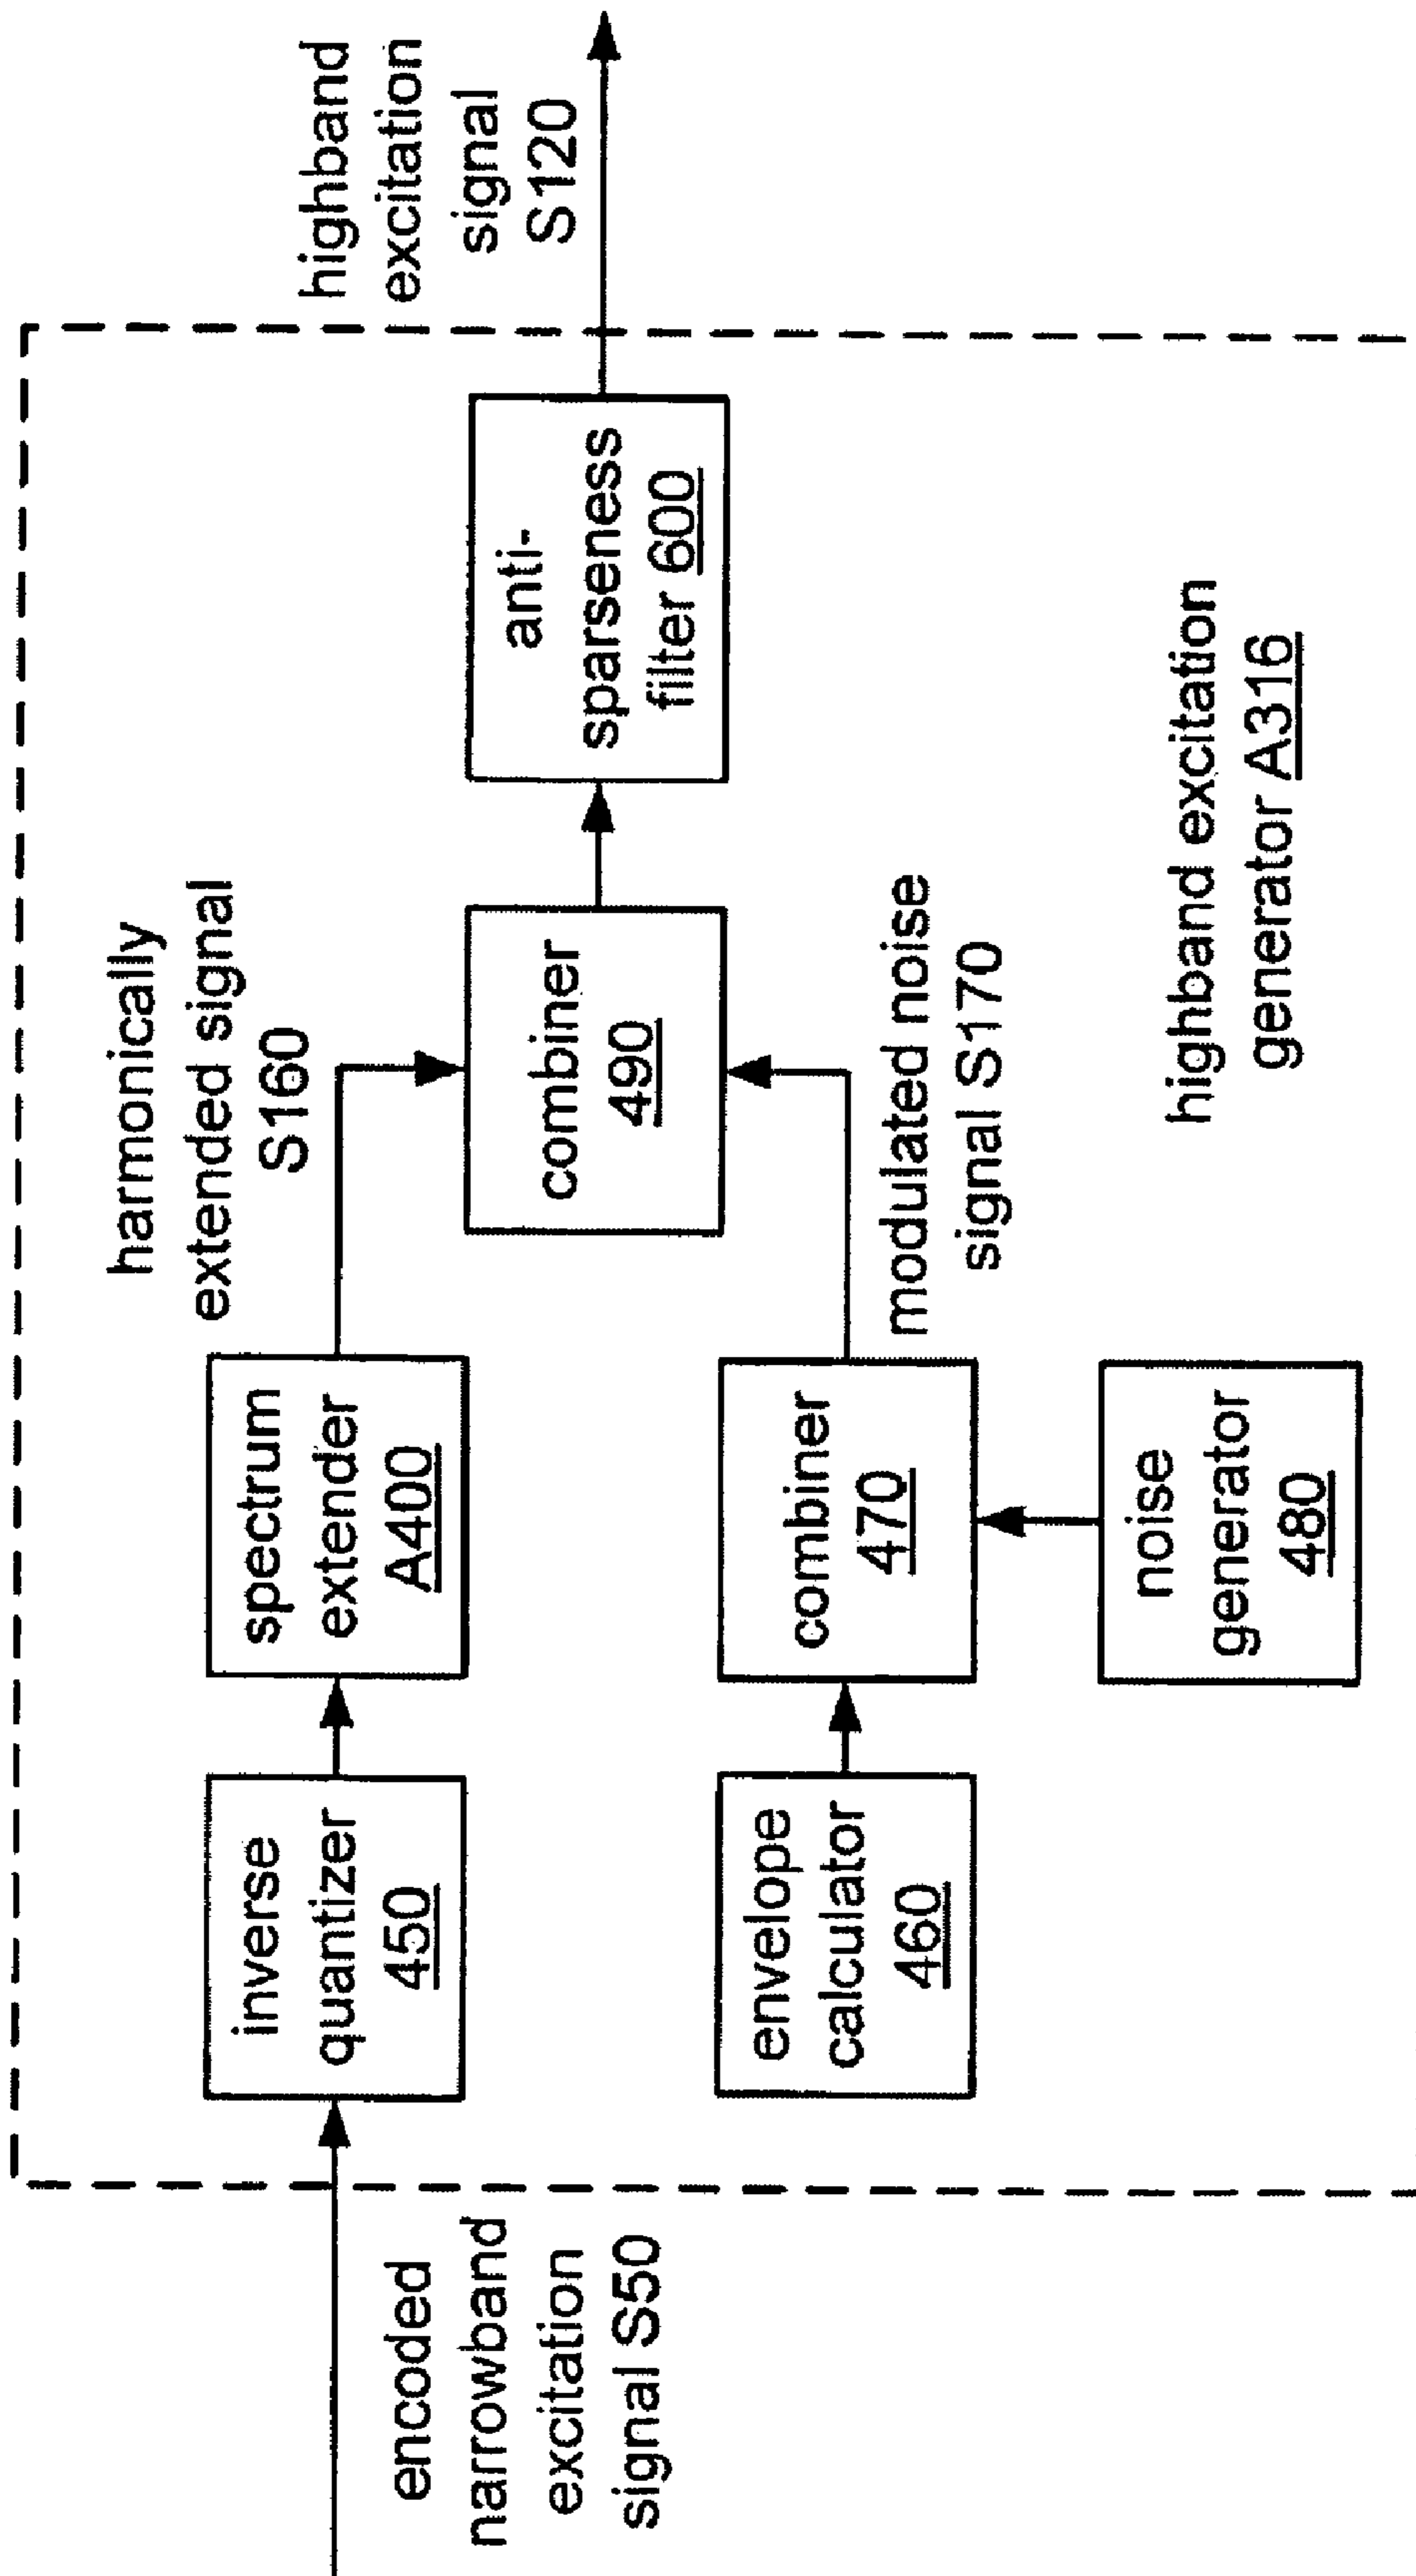 encoded
narrowband
excitation
signal S50
inverse
quantizer
450
spectrum
extender
A400
harmonically
extended signal
S160
envelope
calculator
460
combiner
470
noise
generator
480
modulated noise
signal S170
combiner
490
anti-
sparseness
filter 600
highband
excitation
signal
S120
highband excitation
generator A316